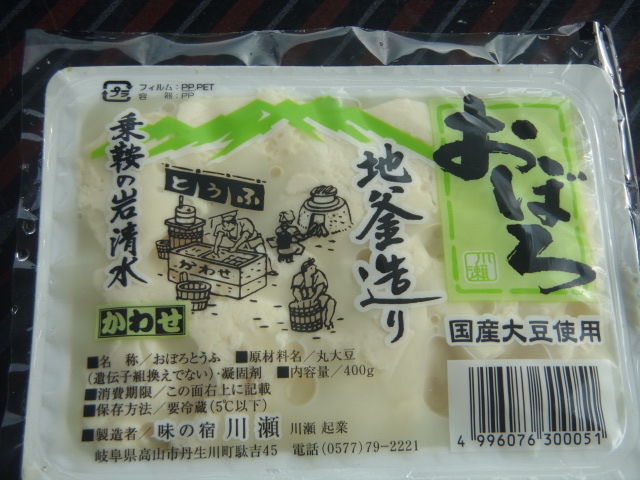 プラ
フィルム：PP,PET
容　器：PP
乗鞍の岩清水
とうふ
かわせ
地釜造り
おぼろ
川瀬
かわせ
国産大豆使用
■名　称／おぼろとうふ　■原材料名／丸大豆
(遺伝子組換えでない)・凝固剤　■内容量／400g
■消費期限／この面右上に記載
■保存方法／要冷蔵(5℃以下)
■製造者／味の宿 川瀬 川瀬 起業
岐阜県高山市丹生川町駄吉45　電話(0577)79-2221
4 996076 300051